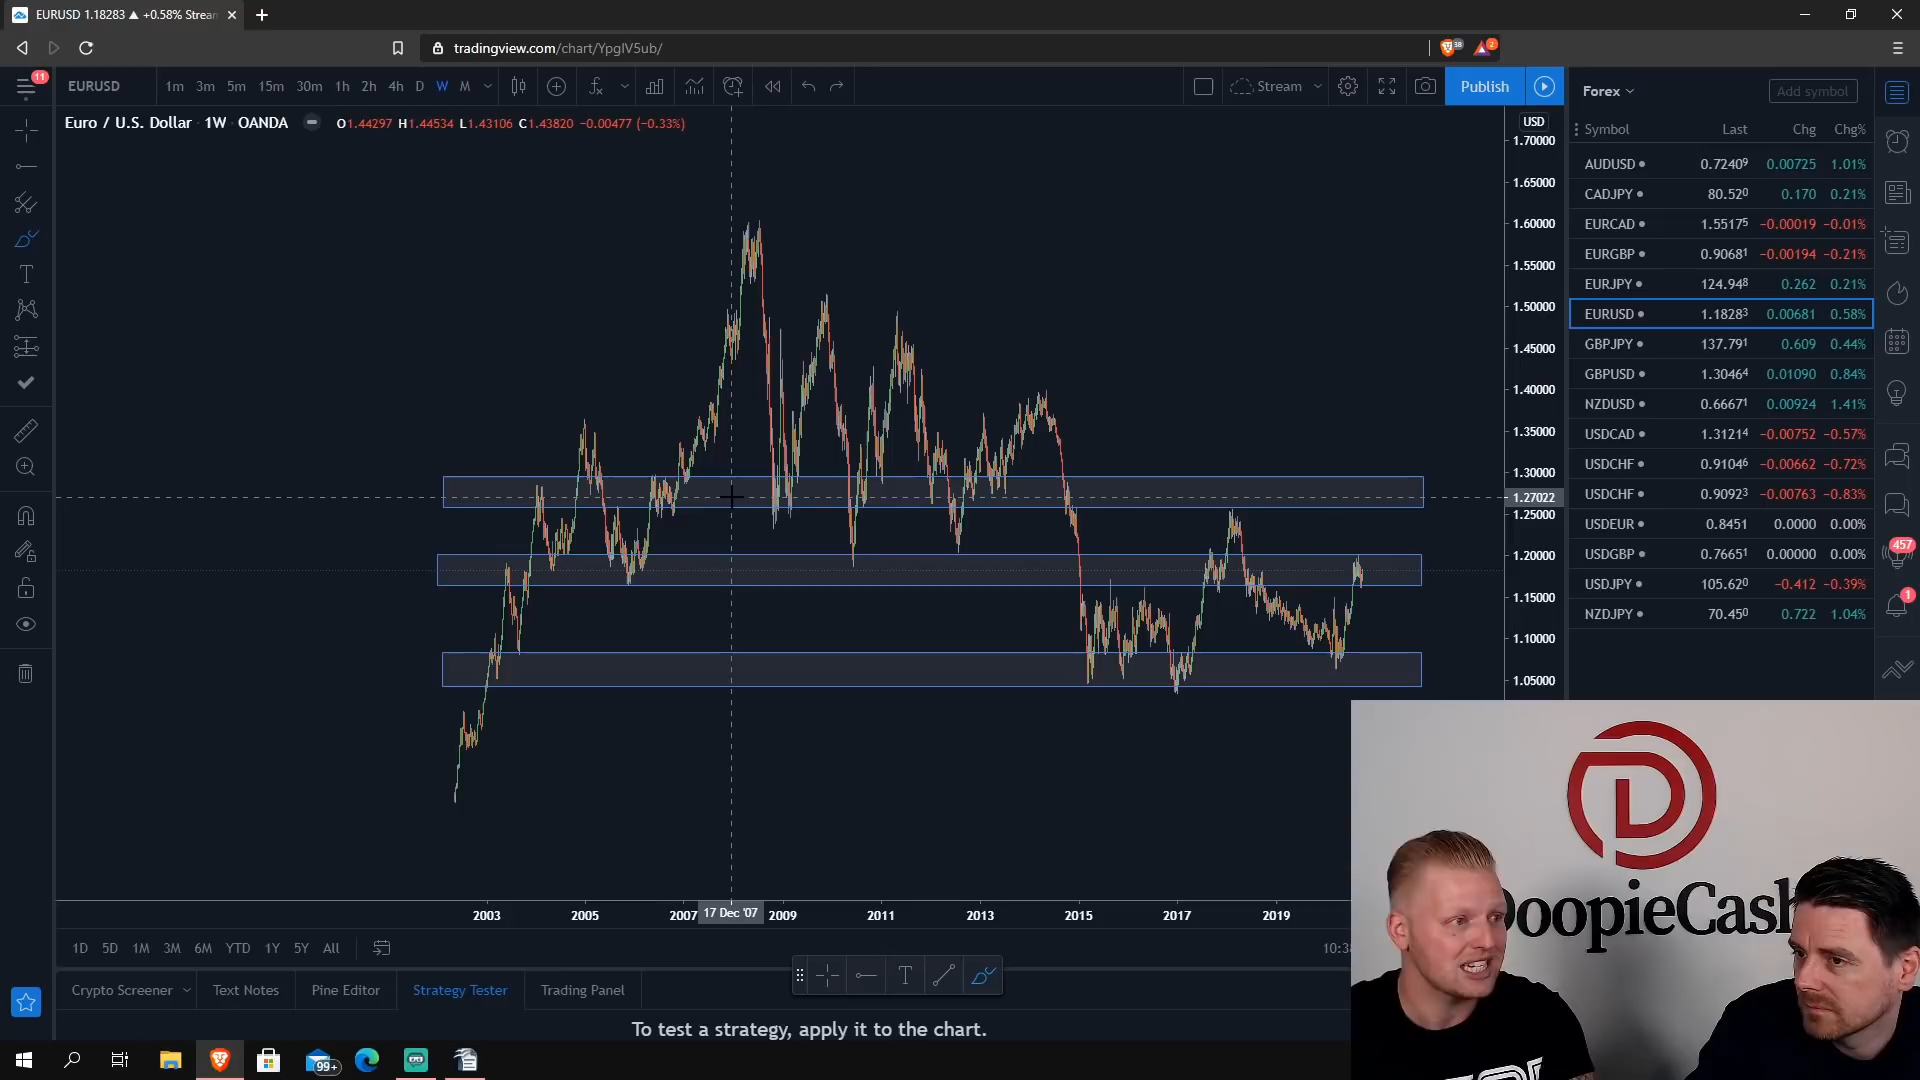 EURUSD 1.18283 ▲ +0.58% Strea
tradingview.com/chart/YpgIV5ub/
38
2
11
EURUSD 1m 3m 5m 15m 30m 1h 2h 4h D W M Stream Publish
Forex
Add symbol
Euro / U.S. Dollar · 1W · OANDA O1.44297 H1.44534 L1.43106 C1.43820 −0.00477 (−0.33%)
USD
Symbol Last Chg Chg%
1.70000
1.65000
1.60000
1.55000
1.50000
1.45000
1.40000
1.35000
1.30000
1.27022
1.25000
1.20000
1.15000
1.10000
1.05000
AUDUSD 0.72409 0.00725 1.01%
CADJPY 80.520 0.170 0.21%
EURCAD 1.55175 −0.00019 −0.01%
EURGBP 0.90681 −0.00194 −0.21%
EURJPY 124.948 0.262 0.21%
EURUSD 1.18283 0.00681 0.58%
GBPJPY 137.791 0.609 0.44%
GBPUSD 1.30464 0.01090 0.84%
NZDUSD 0.66671 0.00924 1.41%
USDCAD 1.31214 −0.00752 −0.57%
USDCHF 0.91046 −0.00662 −0.72%
USDCHF 0.90923 −0.00763 −0.83%
USDEUR 0.8451 0.0000 0.00%
USDGBP 0.76651 0.00000 0.00%
USDJPY 105.620 −0.412 −0.39%
NZDJPY 70.450 0.722 1.04%
457
1
2003 2005 2007 17 Dec '07 2009 2011 2013 2015 2017 2019
1D 5D 1M 3M 6M YTD 1Y 5Y All
Crypto Screener Text Notes Pine Editor Strategy Tester Trading Panel
To test a strategy, apply it to the chart.
99+
DoopieCash